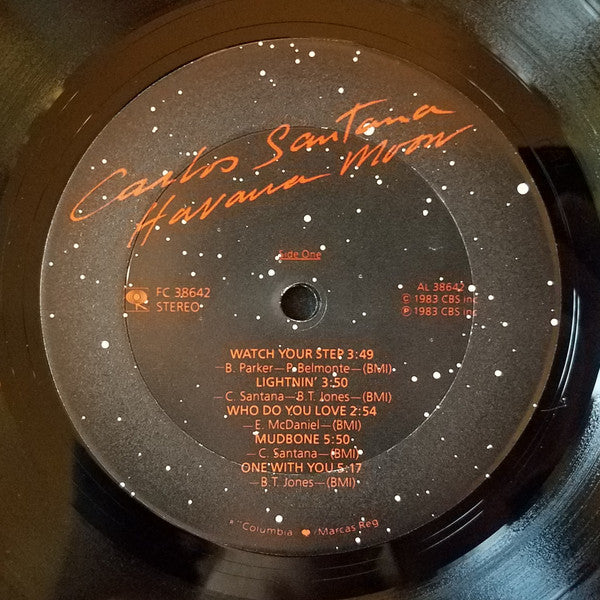 Carlos Santana
Havana Moon
Side One
FC 38642
STEREO
AL 38642
© 1983 CBS inc
℗ 1983 CBS inc
WATCH YOUR STEP 3:49
—B. Parker—P. Belmonte—(BMI)
LIGHTNIN' 3:50
—C. Santana—B.T. Jones—(BMI)
WHO DO YOU LOVE 2:54
—E. McDaniel—(BMI)
MUDBONE 5:50
—C. Santana—(BMI)
ONE WITH YOU 5:17
—B.T. Jones—(BMI)
Columbia /Marcas Reg